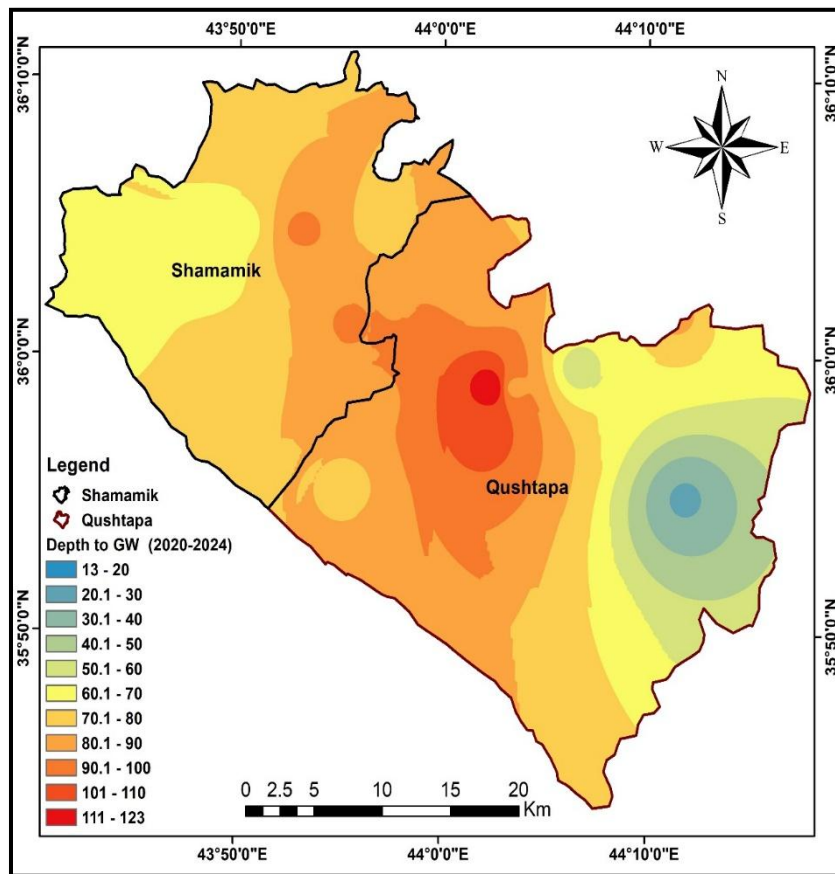 43°50'0"E 44°0'0"E 44°10'0"E
36°10'0"N 36°10'0"N
N
W E
S
Shamamik
36°0'0"N 36°0'0"N
Qushtapa
Legend
Shamamik
Qushtapa
Depth to GW (2020-2024)
13 - 20
20.1 - 30
30.1 - 40
40.1 - 50
50.1 - 60
60.1 - 70
70.1 - 80
80.1 - 90
90.1 - 100
101 - 110
111 - 123
35°50'0"N 35°50'0"N
0 2.5 5 10 15 20
Km
43°50'0"E 44°0'0"E 44°10'0"E